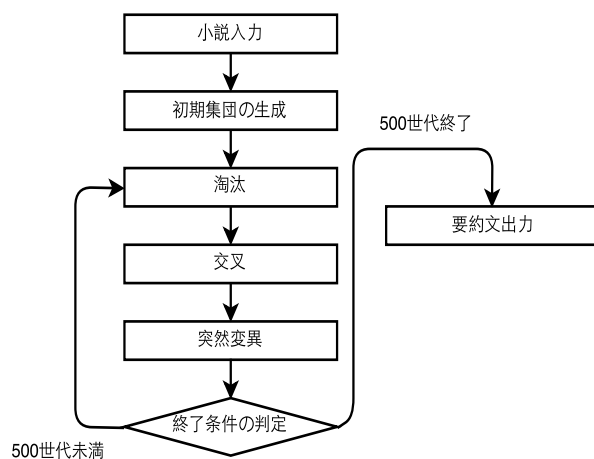 小説入力
初期集団の生成
500世代終了
淘汰
要約文出力
交叉
突然変異
終了条件の判定
500世代未満